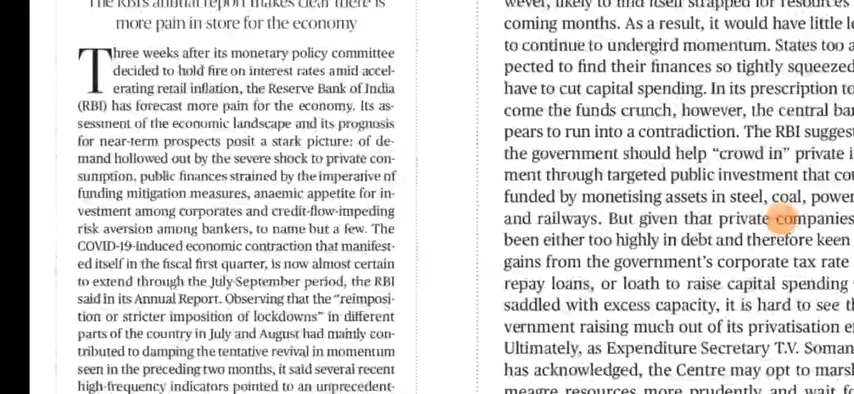 The RBI's annual report makes clear there is
more pain in store for the economy
Three weeks after its monetary policy committee
decided to hold fire on interest rates amid accel-
erating retail inflation, the Reserve Bank of India
(RBI) has forecast more pain for the economy. Its as-
sessment of the economic landscape and its prognosis
for near-term prospects posit a stark picture: of de-
mand hollowed out by the severe shock to private con-
sumption, public finances strained by the imperative of
funding mitigation measures, anaemic appetite for in-
vestment among corporates and credit-flow-impeding
risk aversion among bankers, to name but a few. The
COVID-19-induced economic contraction that manifest-
ed itself in the fiscal first quarter, is now almost certain
to extend through the July-September period, the RBI
said in its Annual Report. Observing that the "reimposi-
tion or stricter imposition of lockdowns" in different
parts of the country in July and August had mainly con-
tributed to damping the tentative revival in momentum
seen in the preceding two months, it said several recent
high-frequency indicators pointed to an unprecedent-
wever, likely to find itself strapped for resources
coming months. As a result, it would have little
to continue to undergird momentum. States too a
pected to find their finances so tightly squeezed
have to cut capital spending. In its prescription to
come the funds crunch, however, the central ba
pears to run into a contradiction. The RBI sugges
the government should help "crowd in" private i
ment through targeted public investment that co
funded by monetising assets in steel, coal, power
and railways. But given that private companies
been either too highly in debt and therefore keen
gains from the government's corporate tax rate
repay loans, or loath to raise capital spending
saddled with excess capacity, it is hard to see t
vernment raising much out of its privatisation e
Ultimately, as Expenditure Secretary T.V. Soman
has acknowledged, the Centre may opt to marsh
meagre resources more prudently and wait fo